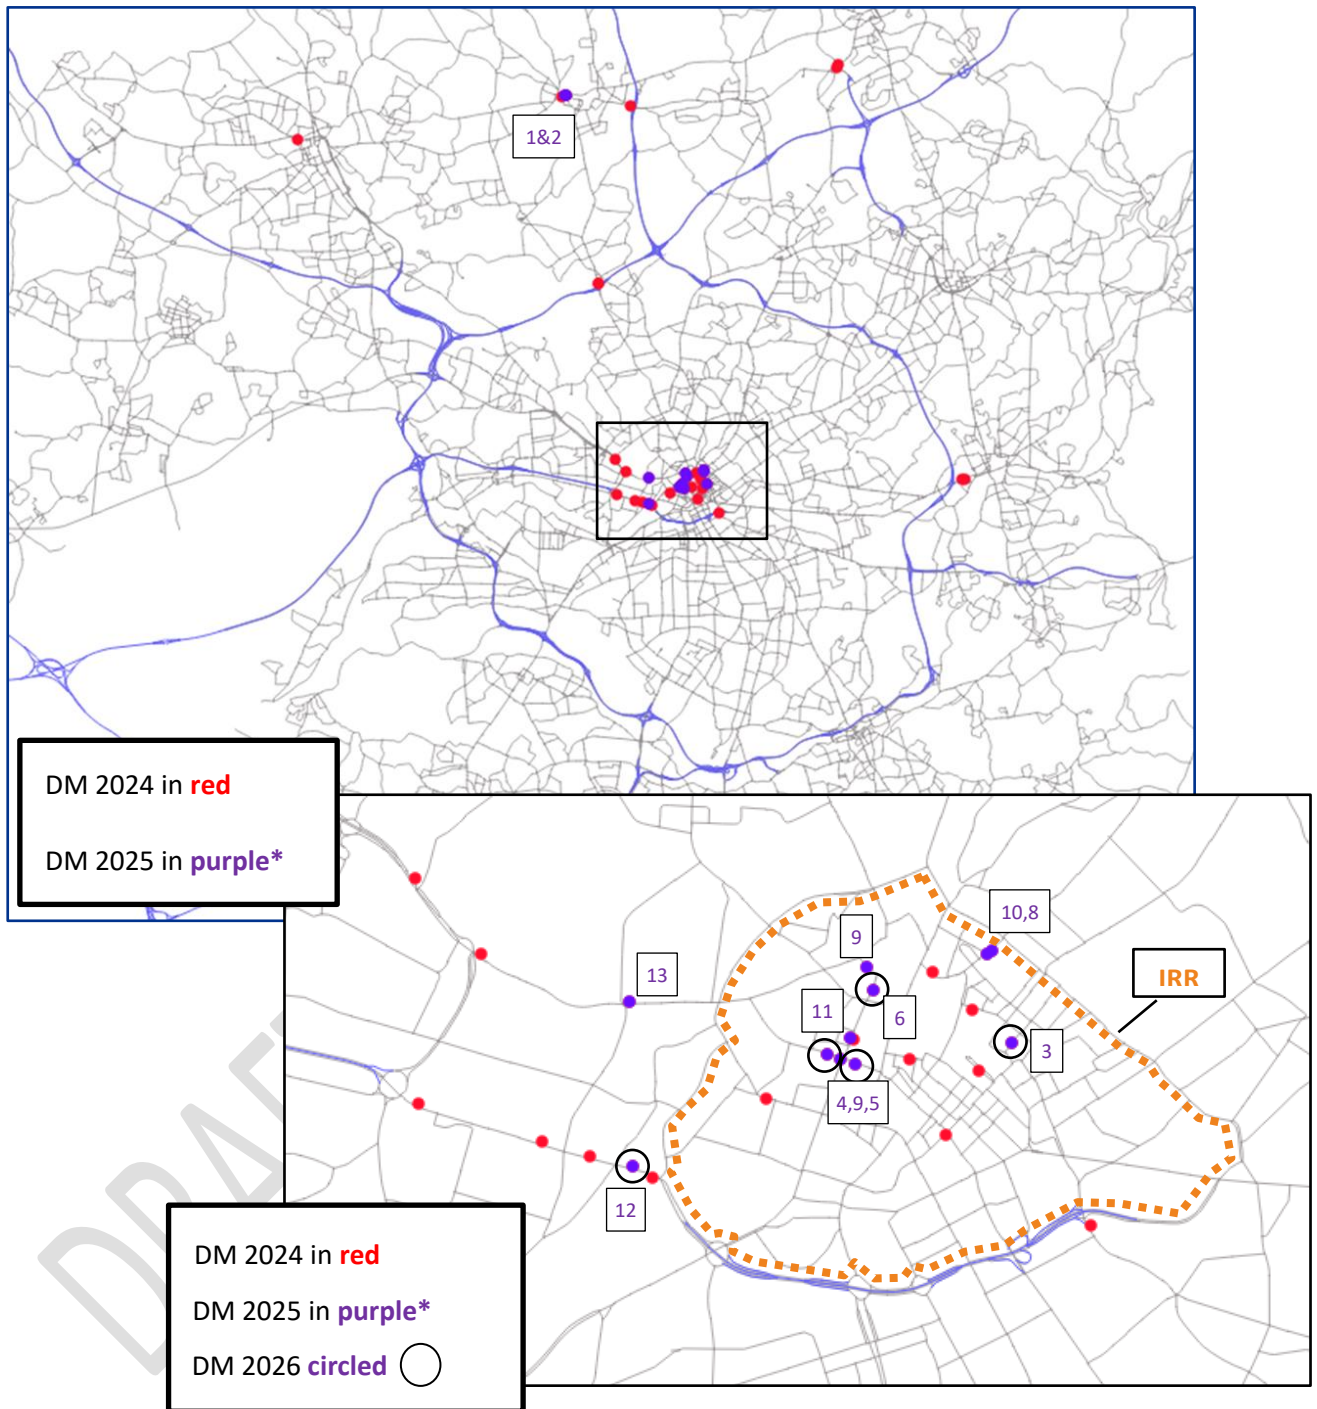 1&2
DM 2024 in red
DM 2025 in purple*
10,8
9
IRR
13
11
6
3
4,9,5
12
DRAF
DM 2024 in red
DM 2025 in purple*
DM 2026 circled